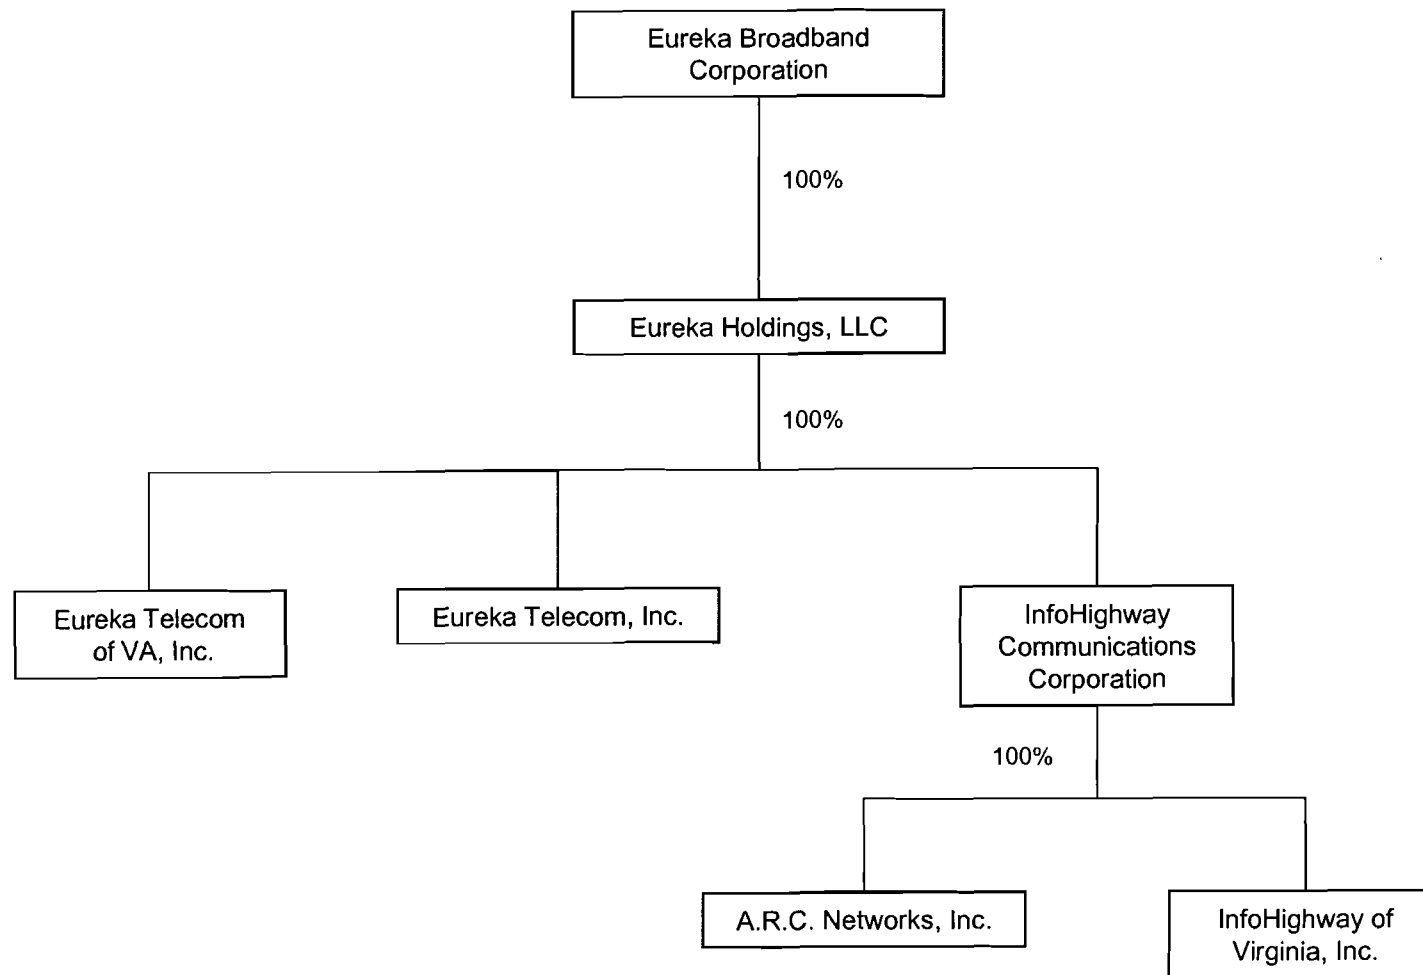 Eureka Broadband
Corporation
100%
Eureka Holdings, LLC
100%
Eureka Telecom
of VA, Inc.
Eureka Telecom, Inc.
InfoHighway
Communications
Corporation
100%
A.R.C. Networks, Inc.
InfoHighway of
Virginia, Inc.